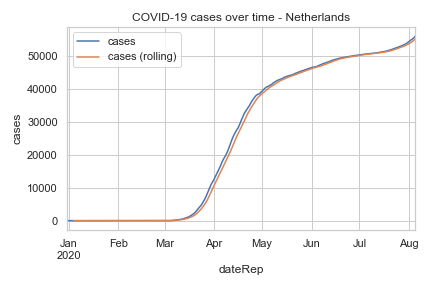 COVID-19 cases over time - Netherlands
cases
cases (rolling)
50000
40000
30000
20000
10000
0
cases
Jan Feb Mar Apr May Jun Jul Aug
2020
dateRep